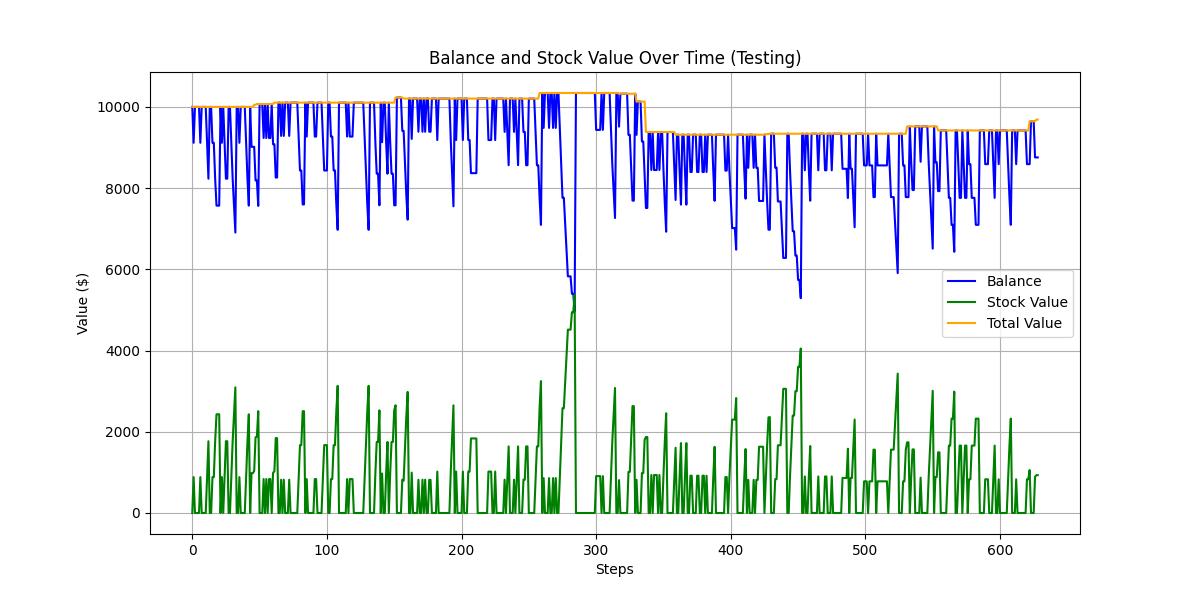 Balance and Stock Value Over Time (Testing)
Value ($)
10000
8000
6000
4000
2000
0
Balance
Stock Value
Total Value
0 100 200 300 400 500 600
Steps